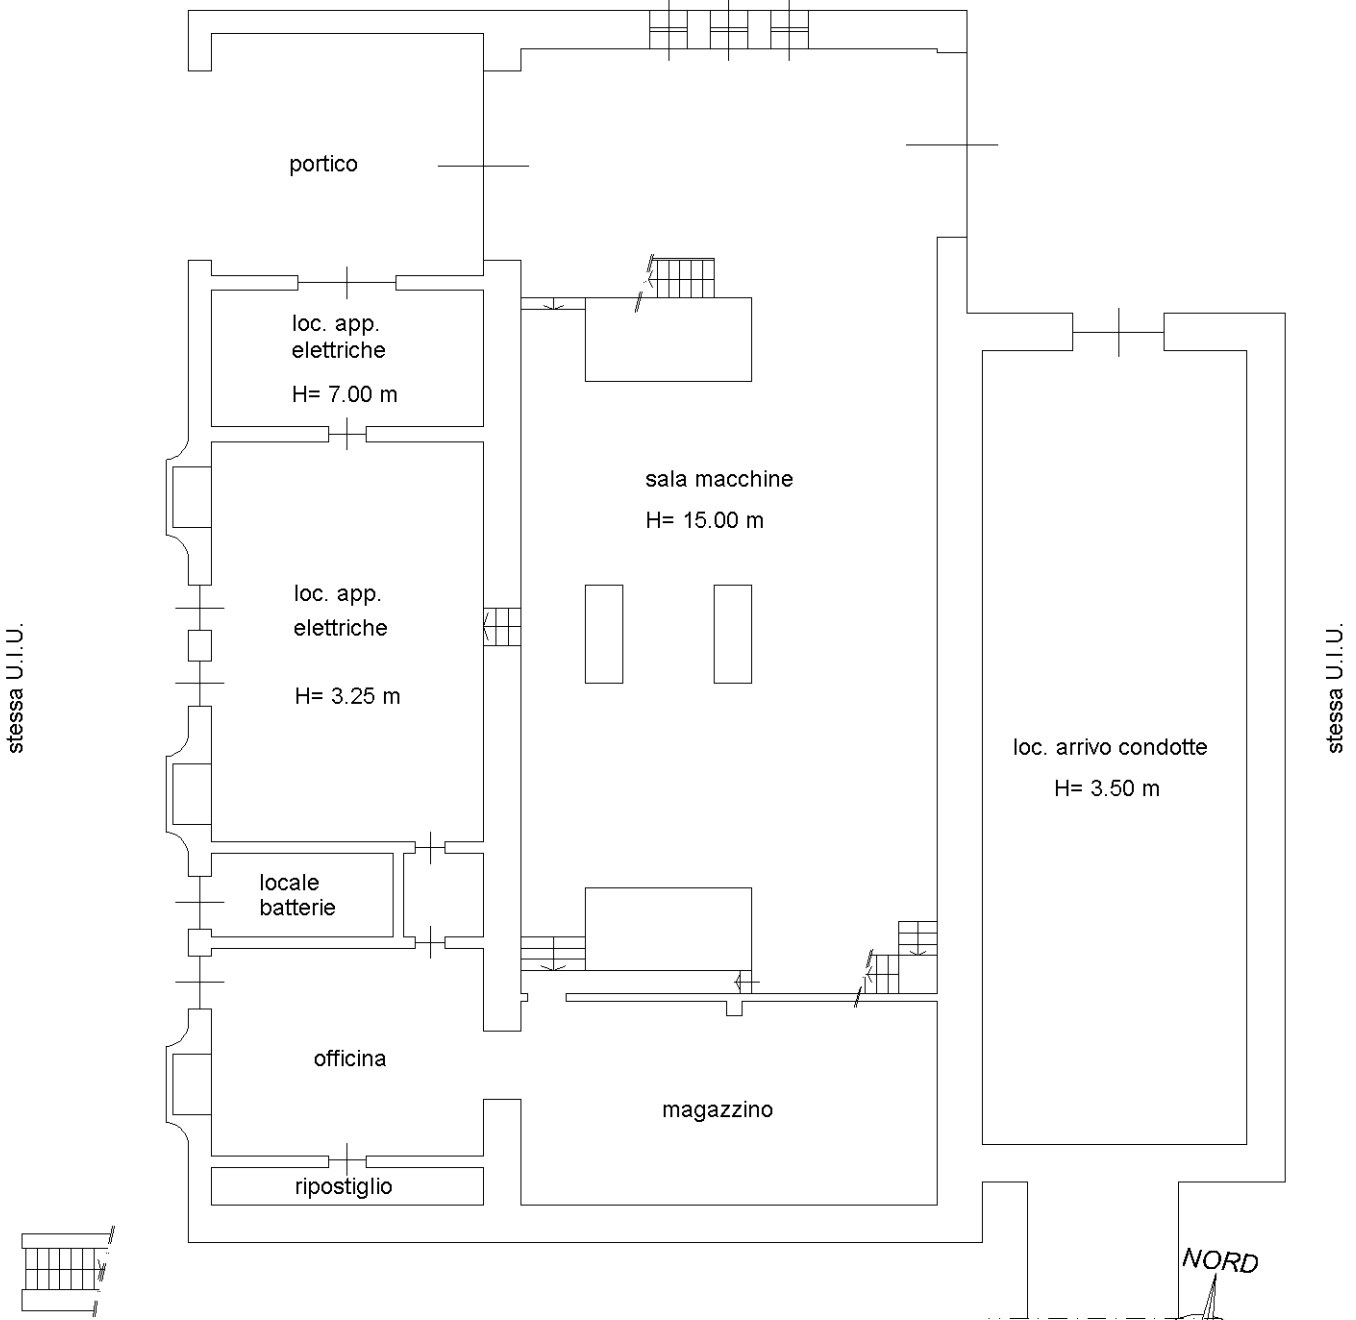 portico
loc. app.
elettriche
H= 7.00 m
sala macchine
H= 15.00 m
loc. app.
elettriche
H= 3.25 m
stessa U.I.U.
stessa U.I.U.
loc. arrivo condotte
H= 3.50 m
locale
batterie
officina
magazzino
ripostiglio
NORD